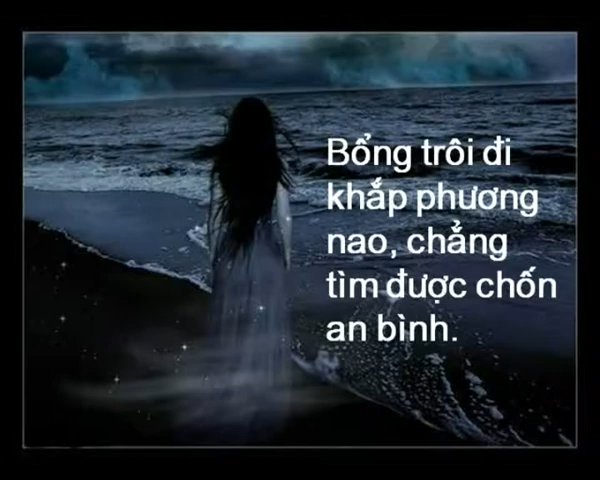 Bổng trôi đi
khắp phương
nao, chẳng
tìm được chốn
an bình.